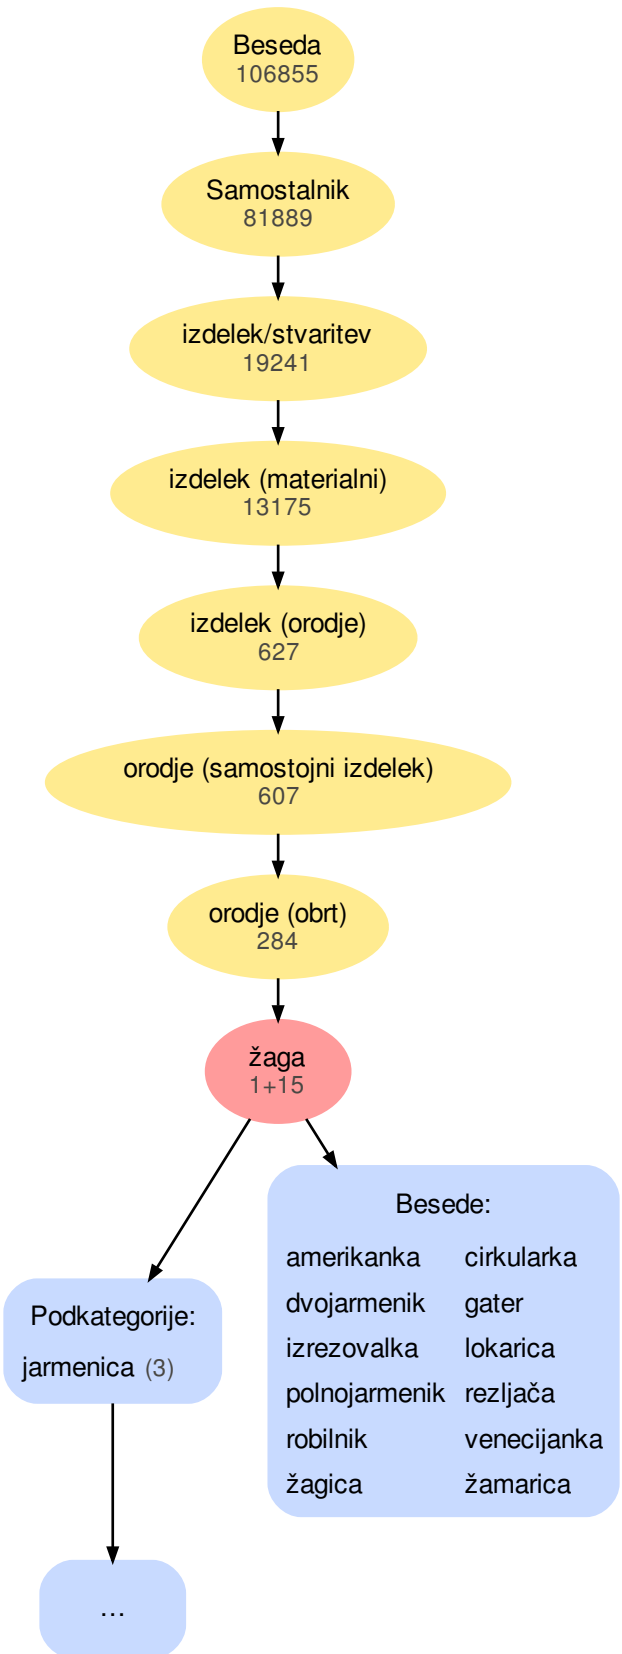 Beseda
106855
Samostalnik
81889
izdelek/stvaritev
19241
izdelek (materialni)
13175
izdelek (orodje)
627
orodje (samostojni izdelek)
607
orodje (obrt)
284
žaga
1+15
Besede:
amerikanka cirkularka
dvojarmenik gater
izrezovalka lokarica
polnojarmenik rezljača
robilnik venecijanka
žagica žamarica
Podkategorije:
jarmenica (3)
...